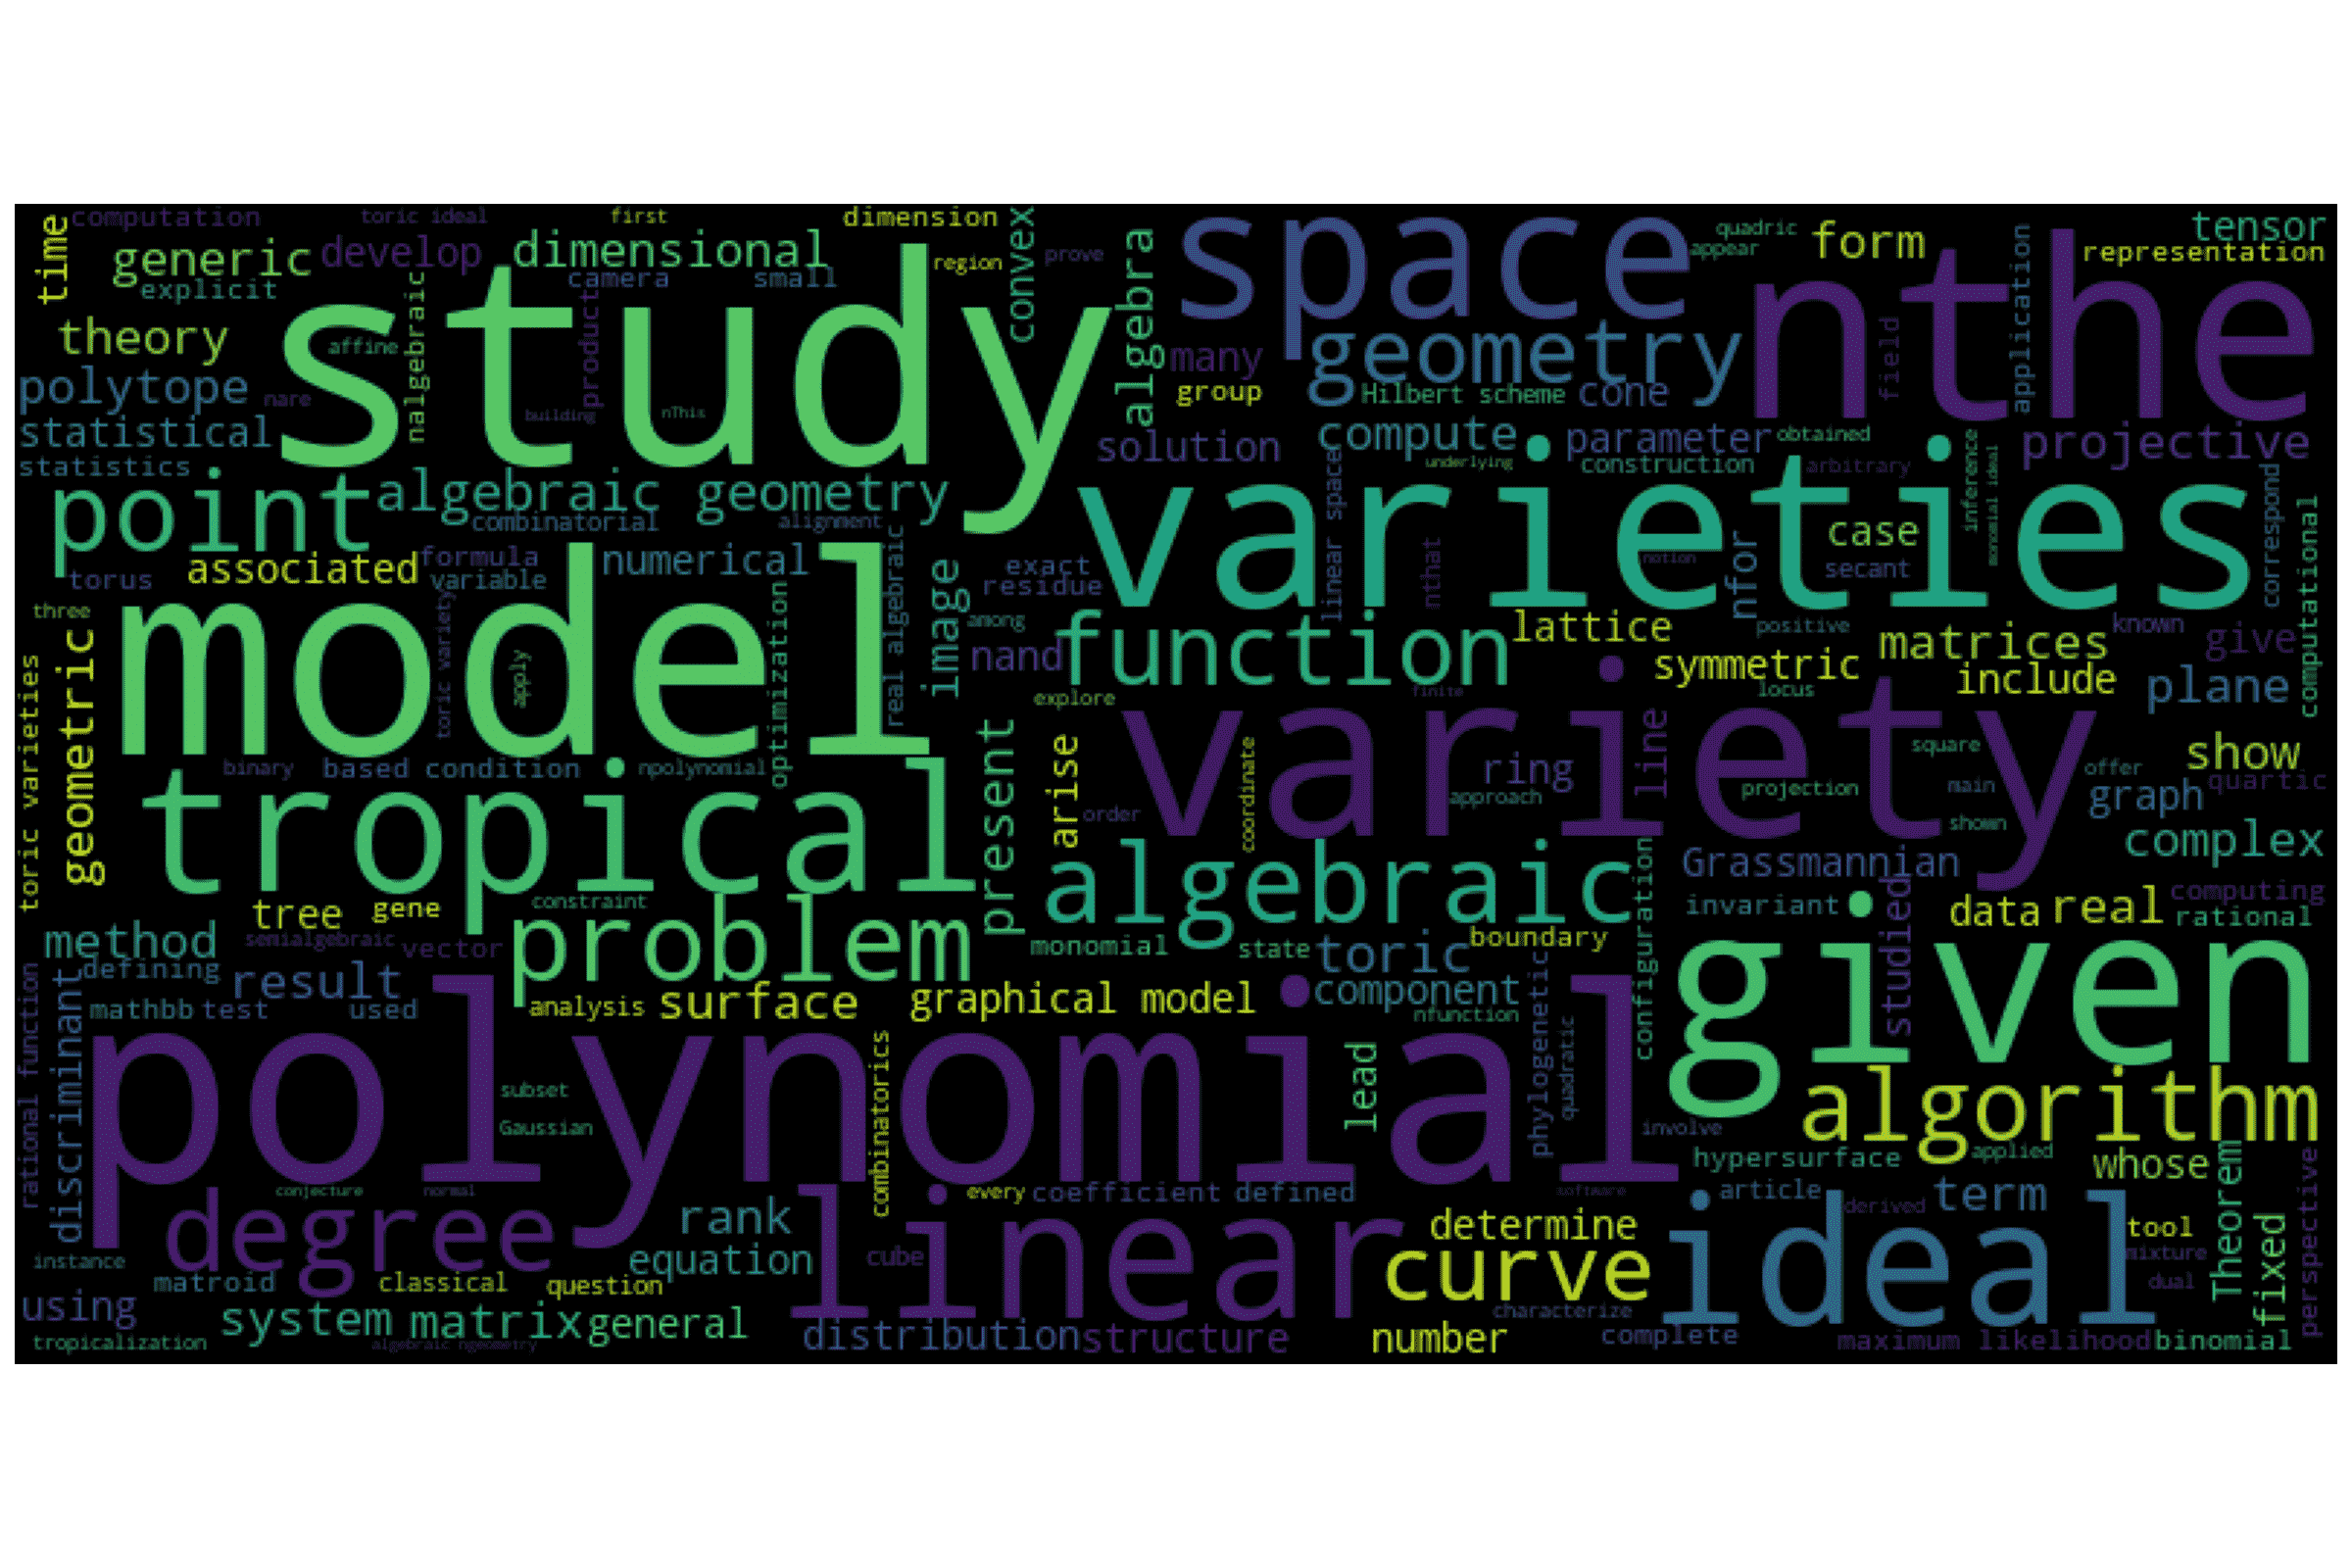 computation
toric ideal
first
dimension
time
generic
develop
dimensional
convex
region
prove
explicit
camera
small
theory
affine
nalgebraic
product
study
algebra
space
quadric
appear
form
tensor
representation
application
nthe
field
geometry
many
group
Hilbert scheme
cone
polytope
nare
building
nThis
statistical
statistics
solution
compute
parameter
obtained
projective
underlying
construction
arbitrary
inference
monomial ideal
point
algebraic geometry
combinatorial
alignment
varieties
linear space
correspond
computational
associated
formula
numerical
torus
variable
real algebraic
image
exact
residue
nthat
nfor
notion
case
secant
three
model
toric variety
apply
optimization
among
nand
function
lattice
positive
matrices
known
give
symmetric
include
locus
plane
explore
finite
toric varieties
geometric
binary
based
condition
npolynomial
present
arise
coordinate
variety
ring
line
square
show
offer
quartic
approach
projection
main
graph
order
shown
tropical
complex
algebraic
Grassmannian
tree
gene
constraint
problem
configuration
invariant
studied
data
real
computing
rational
method
semialgebraic
vector
monomial
state
boundary
toric
defining
result
discriminant
rational function
mathbb
test
used
analysis
surface
graphical model
component
nfunction
phylogenetic
quadratic
given
polynomial
combinatorics
subset
Gaussian
lead
involve
algorithm
hypersurface
applied
whose
conjecture
normal
every
coefficient
defined
software
article
derived
term
Theorem
degree
rank
linear
determine
ideal
tool
mixture
dual
fixed
perspective
instance
equation
cube
curve
matroid
classical
question
characterize
using
system
matrix
general
distribution
structure
number
complete
maximum likelihood
binomial
tropicalization
algebraic ngeometry